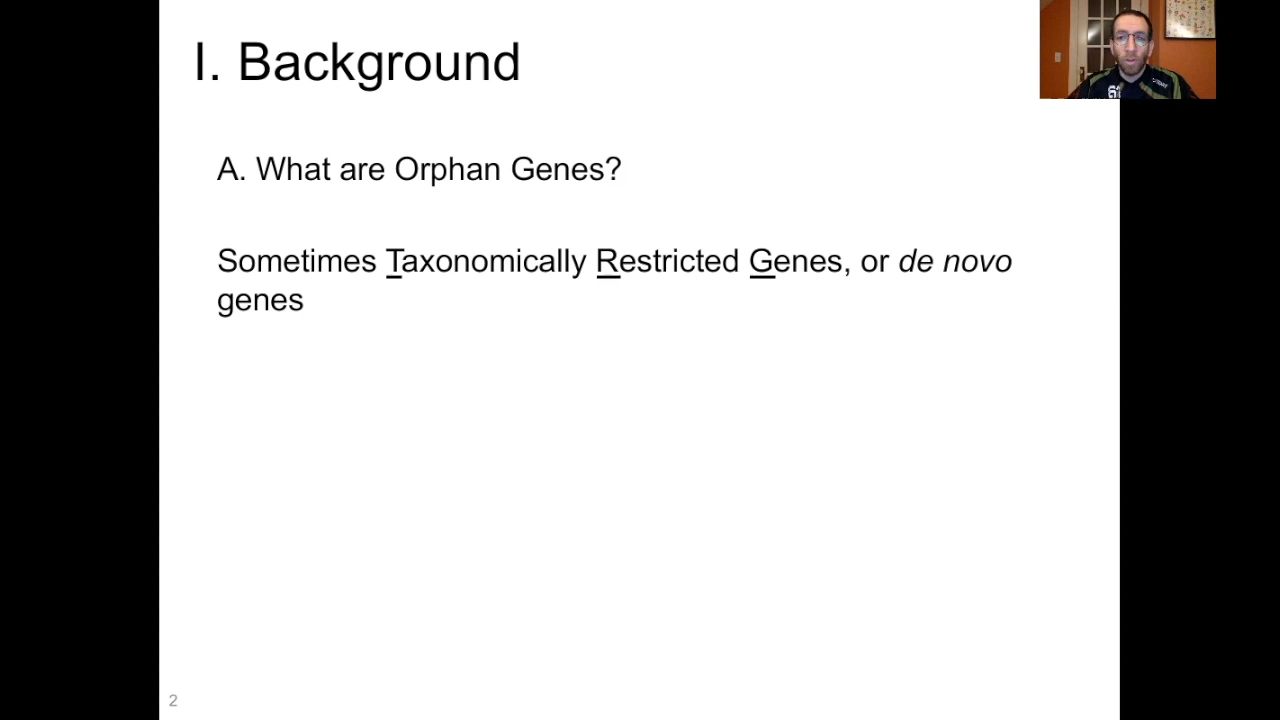 I. Background
A. What are Orphan Genes?
Sometimes Taxonomically Restricted Genes, or de novo
genes
2